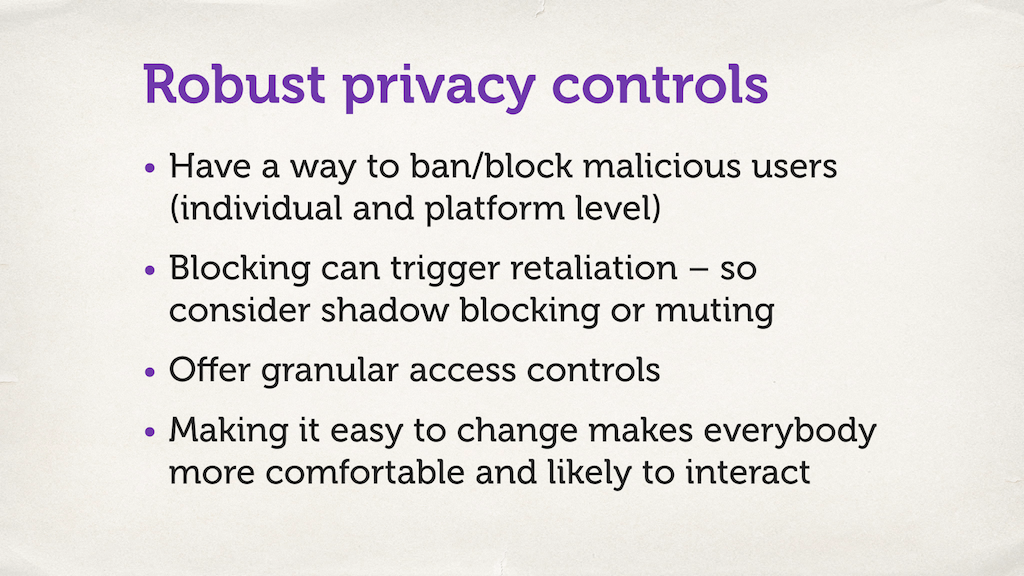 Robust privacy controls
• Have a way to ban/block malicious users
(individual and platform level)
• Blocking can trigger retaliation – so
consider shadow blocking or muting
• Offer granular access controls
• Making it easy to change makes everybody
more comfortable and likely to interact